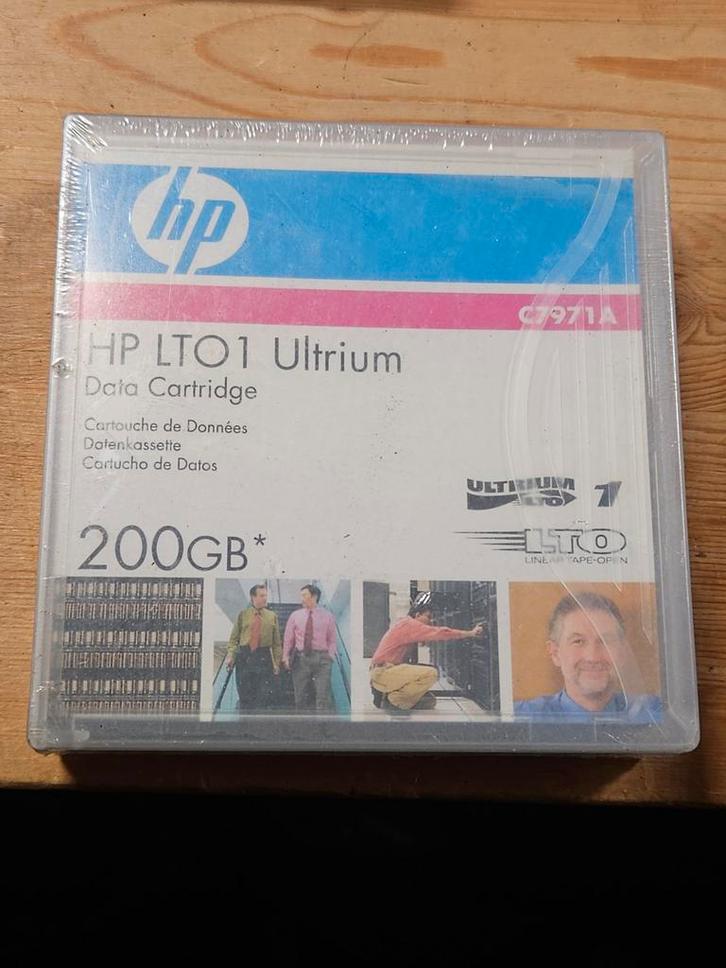 hp
C7971A
HP LTO1 Ultrium
Data Cartridge
Cartouche de Données
Datenkassette
Cartucho de Datos
ULTRIUM
LTO 1
200GB*
LTO
LINEAR TAPE-OPEN